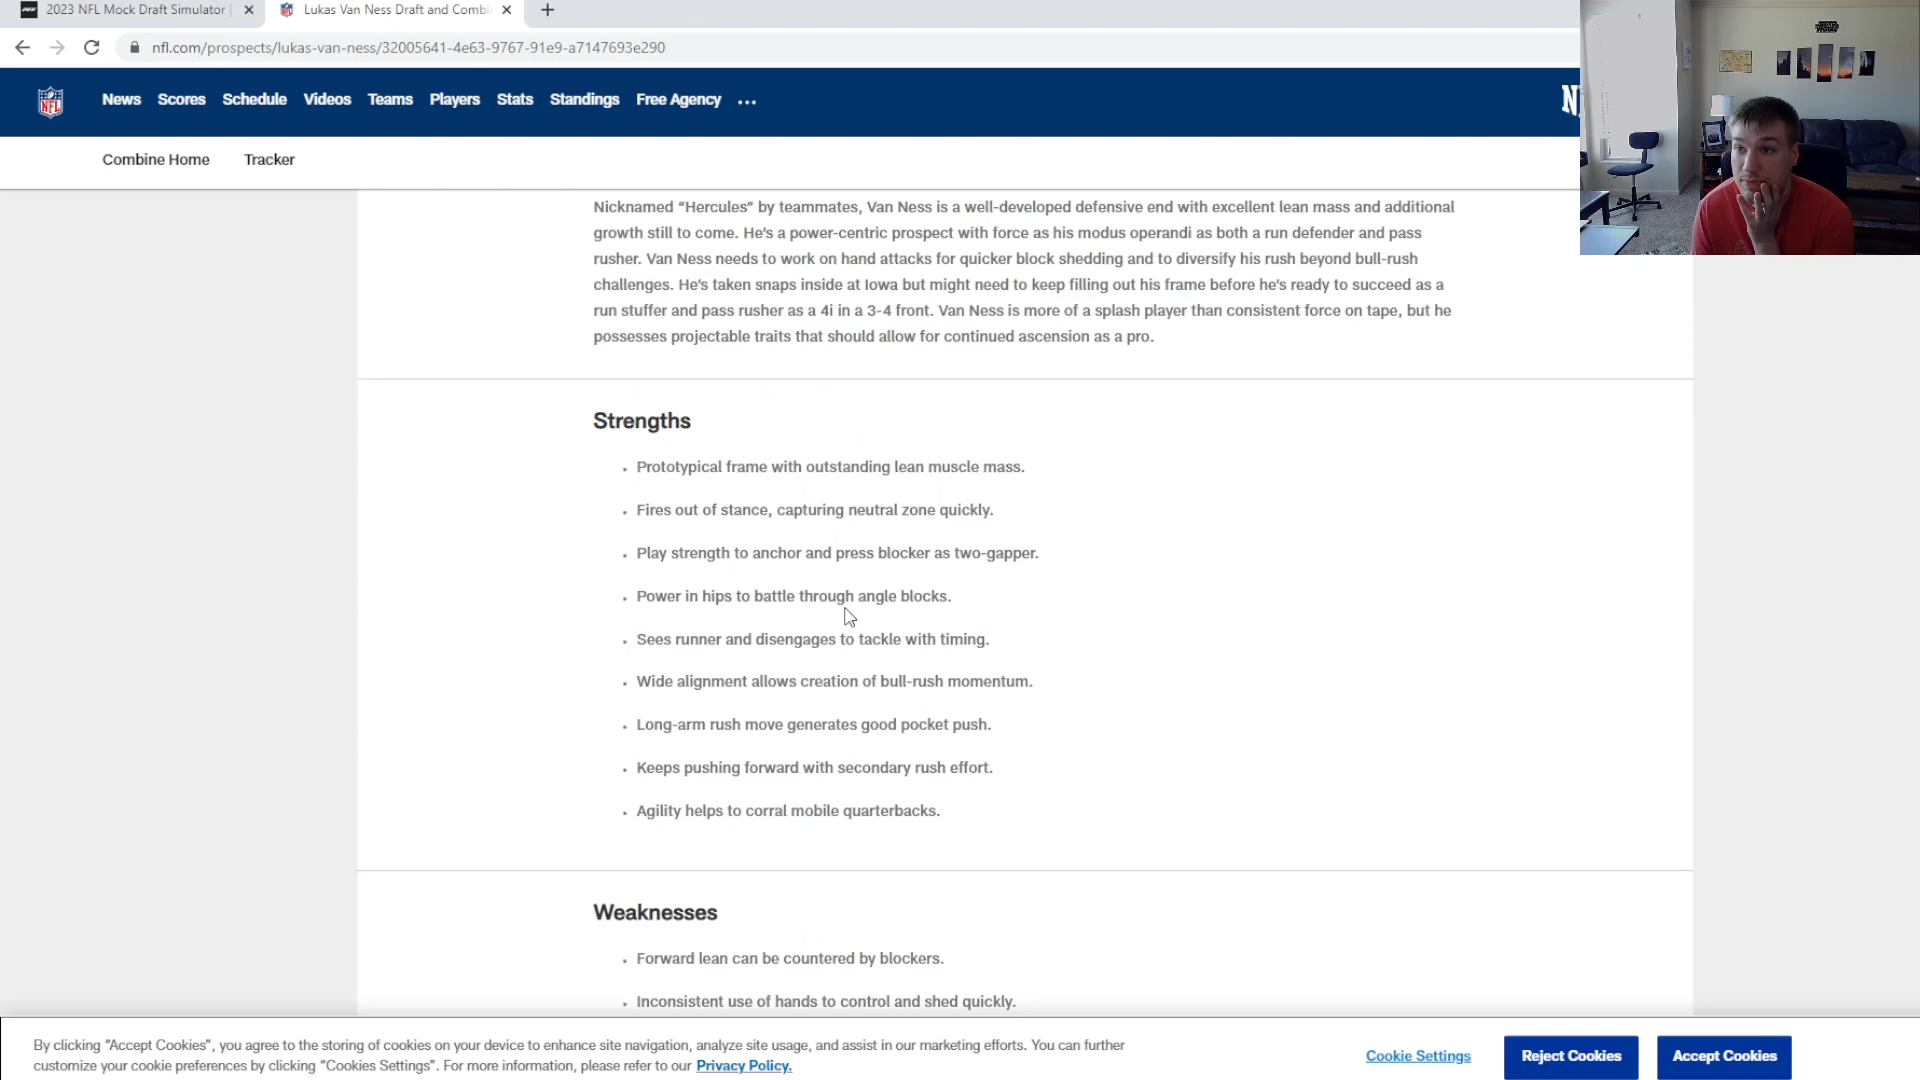 2023 NFL Mock Draft Simulator |
Lukas Van Ness Draft and Combi
nfl.com/prospects/lukas-van-ness/32005641-4e63-9767-91e9-a7147693e290
NFL
News Scores Schedule Videos Teams Players Stats Standings Free Agency ...
Combine Home Tracker
Nicknamed “Hercules” by teammates, Van Ness is a well-developed defensive end with excellent lean mass and additional
growth still to come. He’s a power-centric prospect with force as his modus operandi as both a run defender and pass
rusher. Van Ness needs to work on hand attacks for quicker block shedding and to diversify his rush beyond bull-rush
challenges. He’s taken snaps inside at Iowa but might need to keep filling out his frame before he’s ready to succeed as a
run stuffer and pass rusher as a 4i in a 3-4 front. Van Ness is more of a splash player than consistent force on tape, but he
possesses projectable traits that should allow for continued ascension as a pro.
Strengths
• Prototypical frame with outstanding lean muscle mass.
• Fires out of stance, capturing neutral zone quickly.
• Play strength to anchor and press blocker as two-gapper.
• Power in hips to battle through angle blocks.
• Sees runner and disengages to tackle with timing.
• Wide alignment allows creation of bull-rush momentum.
• Long-arm rush move generates good pocket push.
• Keeps pushing forward with secondary rush effort.
• Agility helps to corral mobile quarterbacks.
Weaknesses
• Forward lean can be countered by blockers.
• Inconsistent use of hands to control and shed quickly.
By clicking “Accept Cookies”, you agree to the storing of cookies on your device to enhance site navigation, analyze site usage, and assist in our marketing efforts. You can further
customize your cookie preferences by clicking “Cookies Settings”. For more information, please refer to our Privacy Policy.
Cookie Settings
Reject Cookies
Accept Cookies